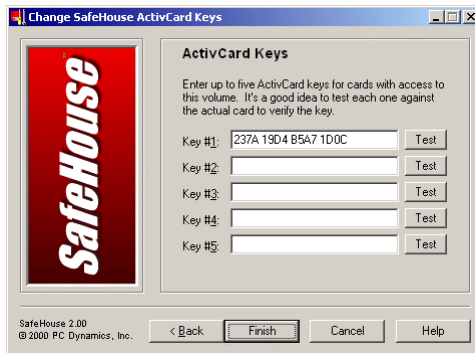 Change SafeHouse ActivCard Keys
SafeHouse
ActivCard Keys
Enter up to five ActivCard keys for cards with access to
this volume. It's a good idea to test each one against
the actual card to verify the key.
Key #1: 237A 19D4 B5A7 1D0C Test
Key #2: Test
Key #3: Test
Key #4: Test
Key #5: Test
SafeHouse 2.00
© 2000 PC Dynamics, Inc.
< Back Finish Cancel Help